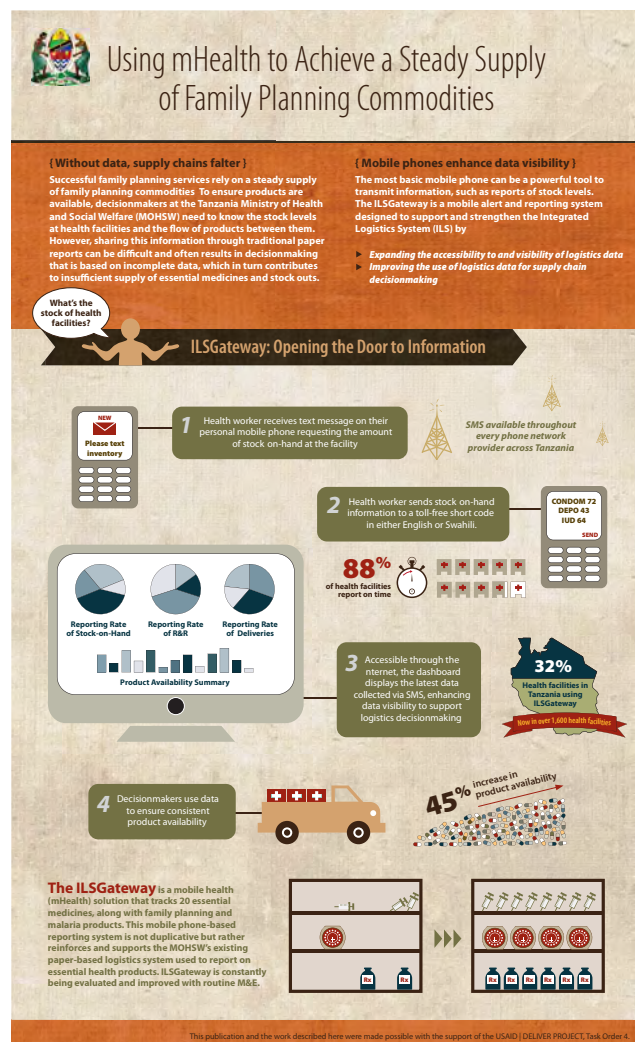 Using mHealth to Achieve a Steady Supply
of Family Planning Commodities
{ Without data, supply chains falter }
Successful family planning services rely on a steady supply
of family planning commodities To ensure products are
available, decisionmakers at the Tanzania Ministry of Health
and Social Welfare (MOHSW) need to know the stock levels
at health facilities and the flow of products between them.
However, sharing this information through traditional paper
reports can be difficult and often results in decisionmaking
that is based on incomplete data, which in turn contributes
to insufficient supply of essential medicines and stock outs.
{ Mobile phones enhance data visibility }
The most basic mobile phone can be a powerful tool to
transmit information, such as reports of stock levels.
The ILSGateway is a mobile alert and reporting system
designed to support and strengthen the Integrated
Logistics System (ILS) by
Expanding the accessibility to and visibility of logistics data
Improving the use of logistics data for supply chain
decisionmaking
What's the
stock of health
facilities?
ILSGateway: Opening the Door to Information
NEW
Please text
inventory
1
Health worker receives text message on their
personal mobile phone requesting the amount
of stock on-hand at the facility
SMS available throughout
every phone network
provider across Tanzania
2
Health worker sends stock on-hand
information to a toll-free short code
in either English or Swahili.
CONDOM 72
DEPO 43
IUD 64
SEND
88%
of health facilities
report on time
Reporting Rate
of Stock-on-Hand
Reporting Rate
of R&R
Reporting Rate
of Deliveries
Product Availability Summary
3
Accessible through the
nternet, the dashboard
displays the latest data
collected via SMS, enhancing
data visibility to support
logistics decisionmaking
32%
Health facilities in
Tanzania using
ILSGateway
Now in over 1,600 health facilities
4
Decisionmakers use data
to ensure consistent
product availability
45% increase in
product availability
The ILSGateway is a mobile health
(mHealth) solution that tracks 20 essential
medicines, along with family planning and
malaria products. This mobile phone-based
reporting system is not duplicative but rather
reinforces and supports the MOHSW's existing
paper-based logistics system used to report on
essential health products. ILSGateway is constantly
being evaluated and improved with routine M&E.
Rx
Rx
Rx
Rx
Rx
Rx
Rx
Rx
This publication and the work described here were made possible with the support of the USAID | DELIVER PROJECT, Task Order 4.